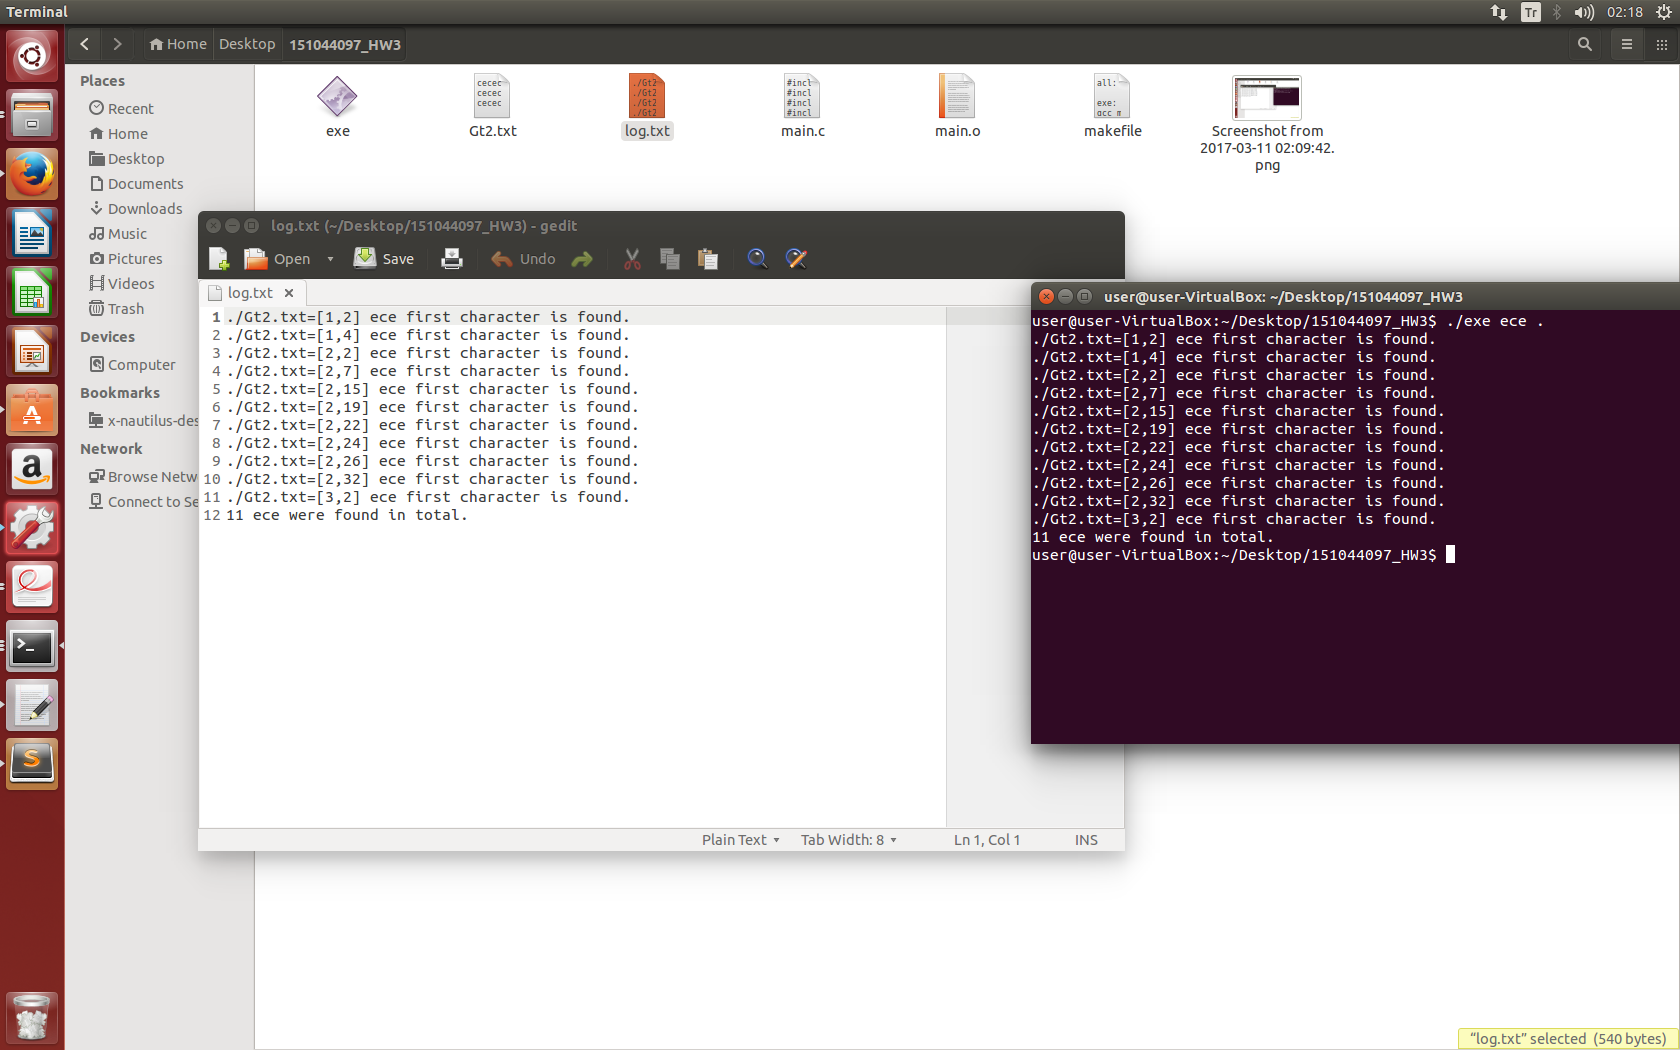 Terminal
Tr
02:18
Home
Desktop
151044097_HW3
Places
Recent
Home
Desktop
Documents
Downloads
Music
Pictures
Videos
Trash
Devices
Computer
Bookmarks
x-nautilus-des
Network
Browse Netw
Connect to Se
cecec
cecec
cecec
./Gt2
./Gt2
./Gt2
./Gt2
#incl
#incl
#incl
#incl
all:
exe:
gcc m
exe
Gt2.txt
log.txt
main.c
main.o
makefile
Screenshot from
2017-03-11 02:09:42.
png
log.txt (~/Desktop/151044097_HW3) - gedit
Open
Save
Undo
log.txt
1 ./Gt2.txt=[1,2] ece first character is found.
2 ./Gt2.txt=[1,4] ece first character is found.
3 ./Gt2.txt=[2,2] ece first character is found.
4 ./Gt2.txt=[2,7] ece first character is found.
5 ./Gt2.txt=[2,15] ece first character is found.
6 ./Gt2.txt=[2,19] ece first character is found.
7 ./Gt2.txt=[2,22] ece first character is found.
8 ./Gt2.txt=[2,24] ece first character is found.
9 ./Gt2.txt=[2,26] ece first character is found.
10 ./Gt2.txt=[2,32] ece first character is found.
11 ./Gt2.txt=[3,2] ece first character is found.
12 11 ece were found in total.
Plain Text
Tab Width: 8
Ln 1, Col 1
INS
user@user-VirtualBox: ~/Desktop/151044097_HW3
user@user-VirtualBox:~/Desktop/151044097_HW3$ ./exe ece .
./Gt2.txt=[1,2] ece first character is found.
./Gt2.txt=[1,4] ece first character is found.
./Gt2.txt=[2,2] ece first character is found.
./Gt2.txt=[2,7] ece first character is found.
./Gt2.txt=[2,15] ece first character is found.
./Gt2.txt=[2,19] ece first character is found.
./Gt2.txt=[2,22] ece first character is found.
./Gt2.txt=[2,24] ece first character is found.
./Gt2.txt=[2,26] ece first character is found.
./Gt2.txt=[2,32] ece first character is found.
./Gt2.txt=[3,2] ece first character is found.
11 ece were found in total.
user@user-VirtualBox:~/Desktop/151044097_HW3$
"log.txt" selected (540 bytes)